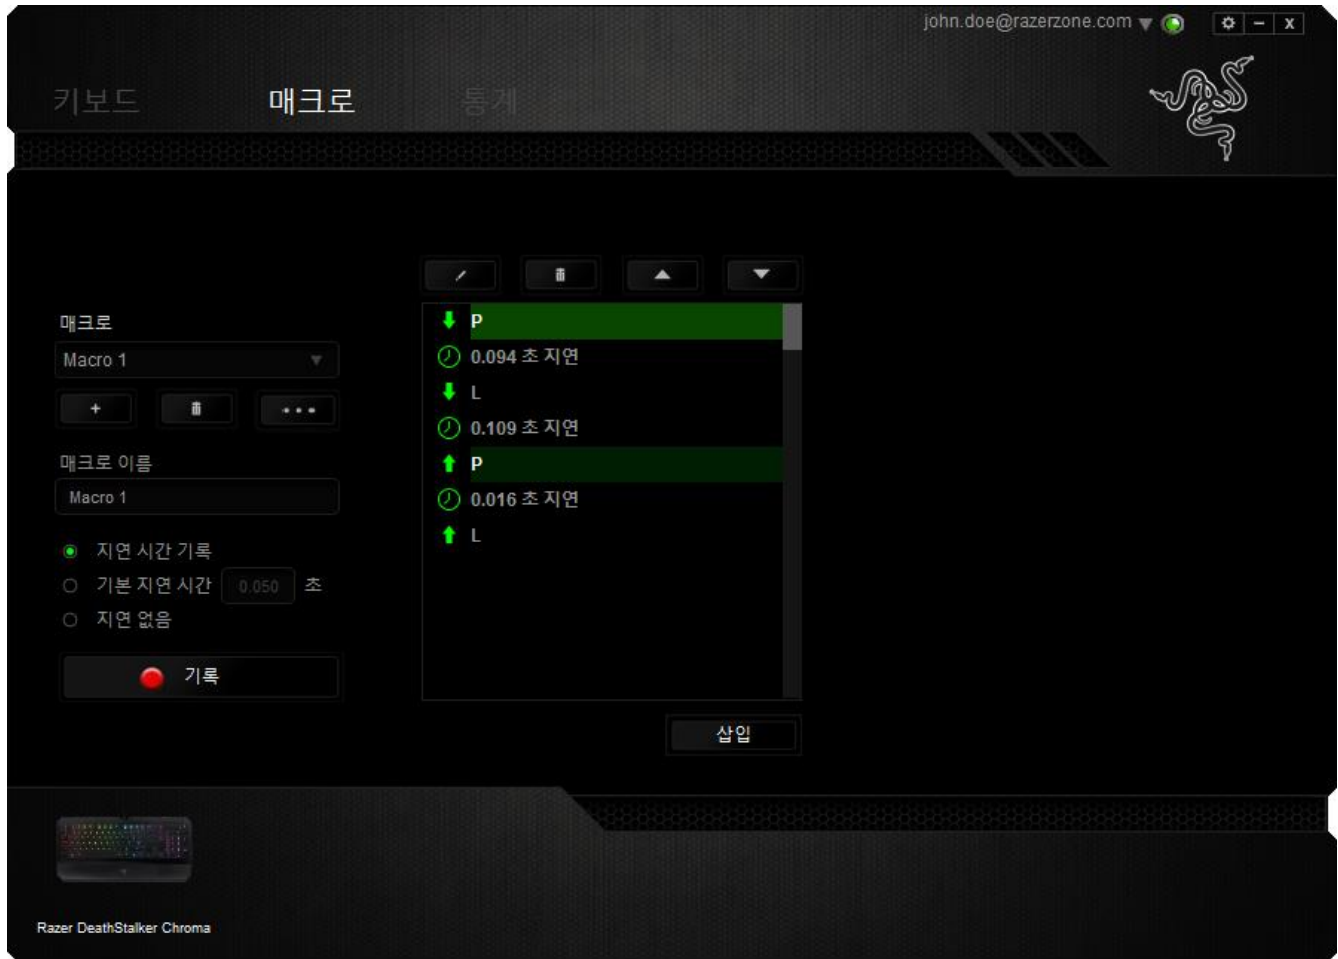 john.doe@razerzone.com
키보드 매크로 통계
매크로
Macro 1
매크로 이름
Macro 1
지연 시간 기록
기본 지연 시간 0.050 초
지연 없음
기록
P
0.094 초 지연
L
0.109 초 지연
P
0.016 초 지연
L
삽입
Razer DeathStalker Chroma